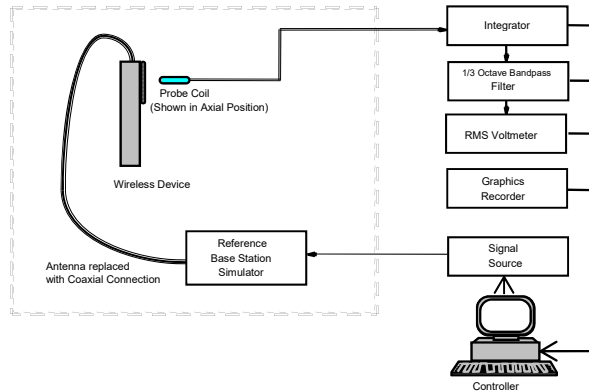 Integrator
1/3 Octave Bandpass
Filter
Probe Coil
(Shown in Axial Position)
RMS Voltmeter
Wireless Device
Graphics
Recorder
Reference
Base Station
Simulator
Signal
Source
Antenna replaced
with Coaxial Connection
Controller